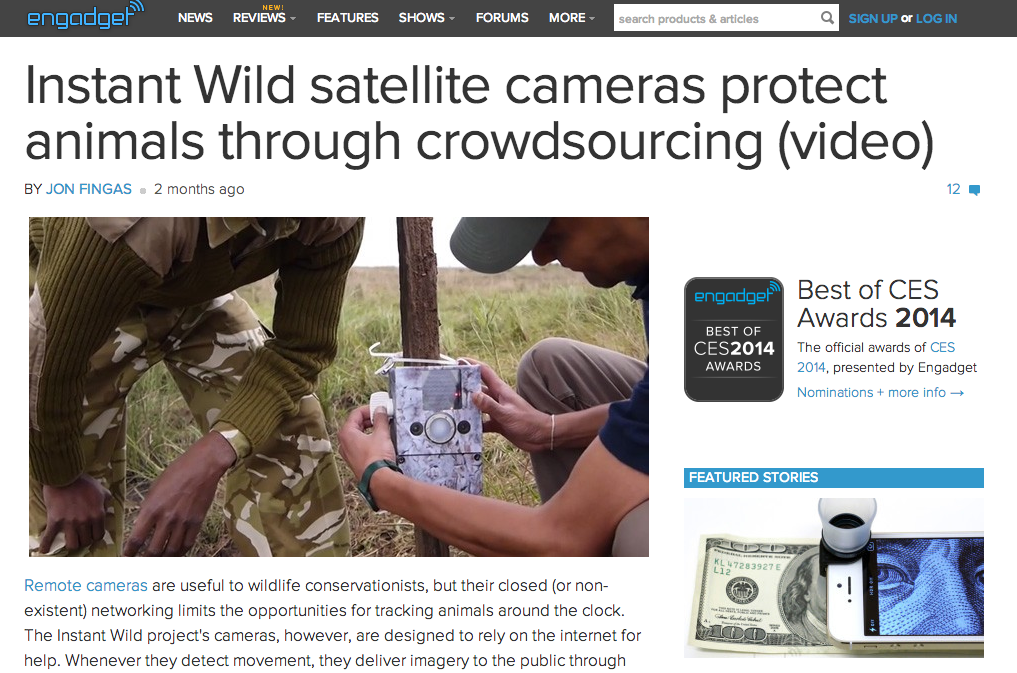 engadget
NEWS
NEW!
REVIEWS
FEATURES
SHOWS
FORUMS
MORE
search products & articles
SIGN UP or LOG IN
Instant Wild satellite cameras protect
animals through crowdsourcing (video)
BY JON FINGAS 2 months ago
12
Remote cameras are useful to wildlife conservationists, but their closed (or non-
existent) networking limits the opportunities for tracking animals around the clock.
The Instant Wild project's cameras, however, are designed to rely on the internet for
help. Whenever they detect movement, they deliver imagery to the public through
engadget
BEST OF
CES2014
AWARDS
Best of CES
Awards 2014
The official awards of CES
2014, presented by Engadget
Nominations + more info →
FEATURED STORIES
KL47283927E
L12
100